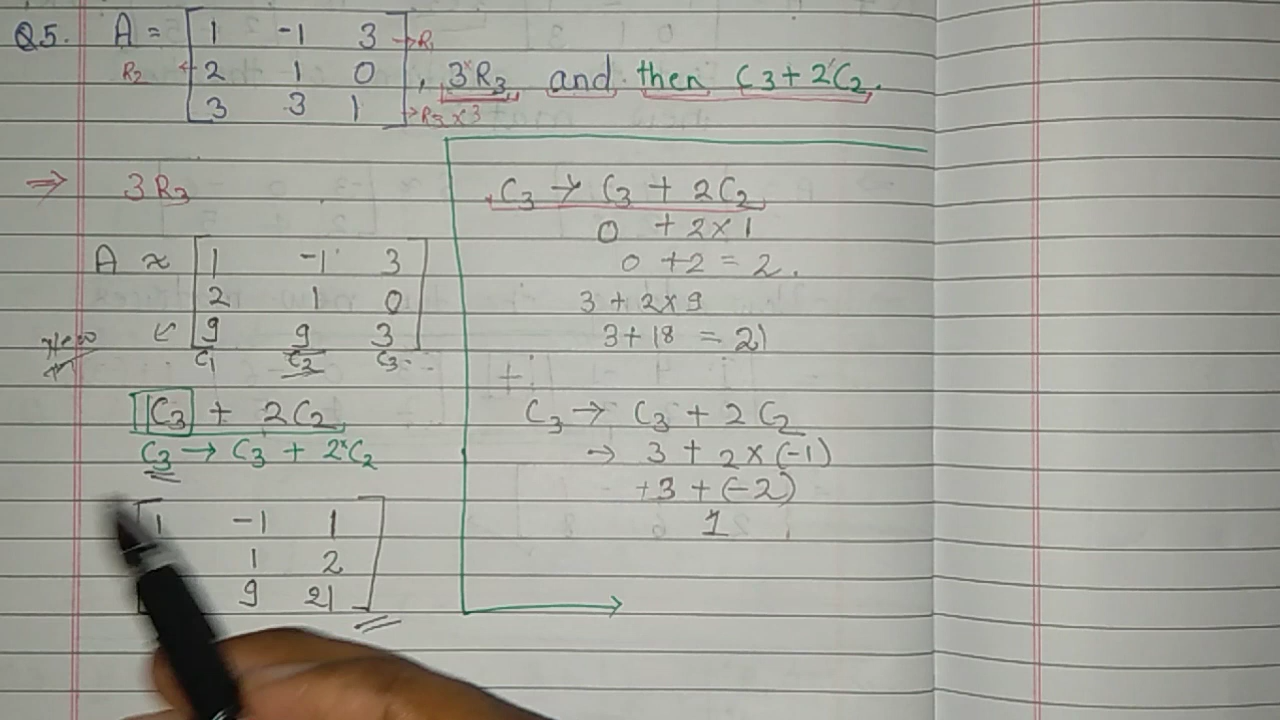 Q5. A = [1 -1 3] → R1
R2 ← [2 1 0], 3×R3 and then C3 + 2C2.
[3 3 1] → R3 × 3
⇒ 3R3
A ≈ [1 -1 3]
[2 1 0]
[9 9 3]
C1 C2 C3
C3 + 2C2
C3 → C3 + 2×C2
[1 -1 1]
1 2
9 21
C3 → C3 + 2C2
0 + 2×1
0 + 2 = 2.
3 + 2×9
3 + 18 = 21
+
C3 → C3 + 2C2
→ 3 + 2×(-1)
+3 + (-2)
1